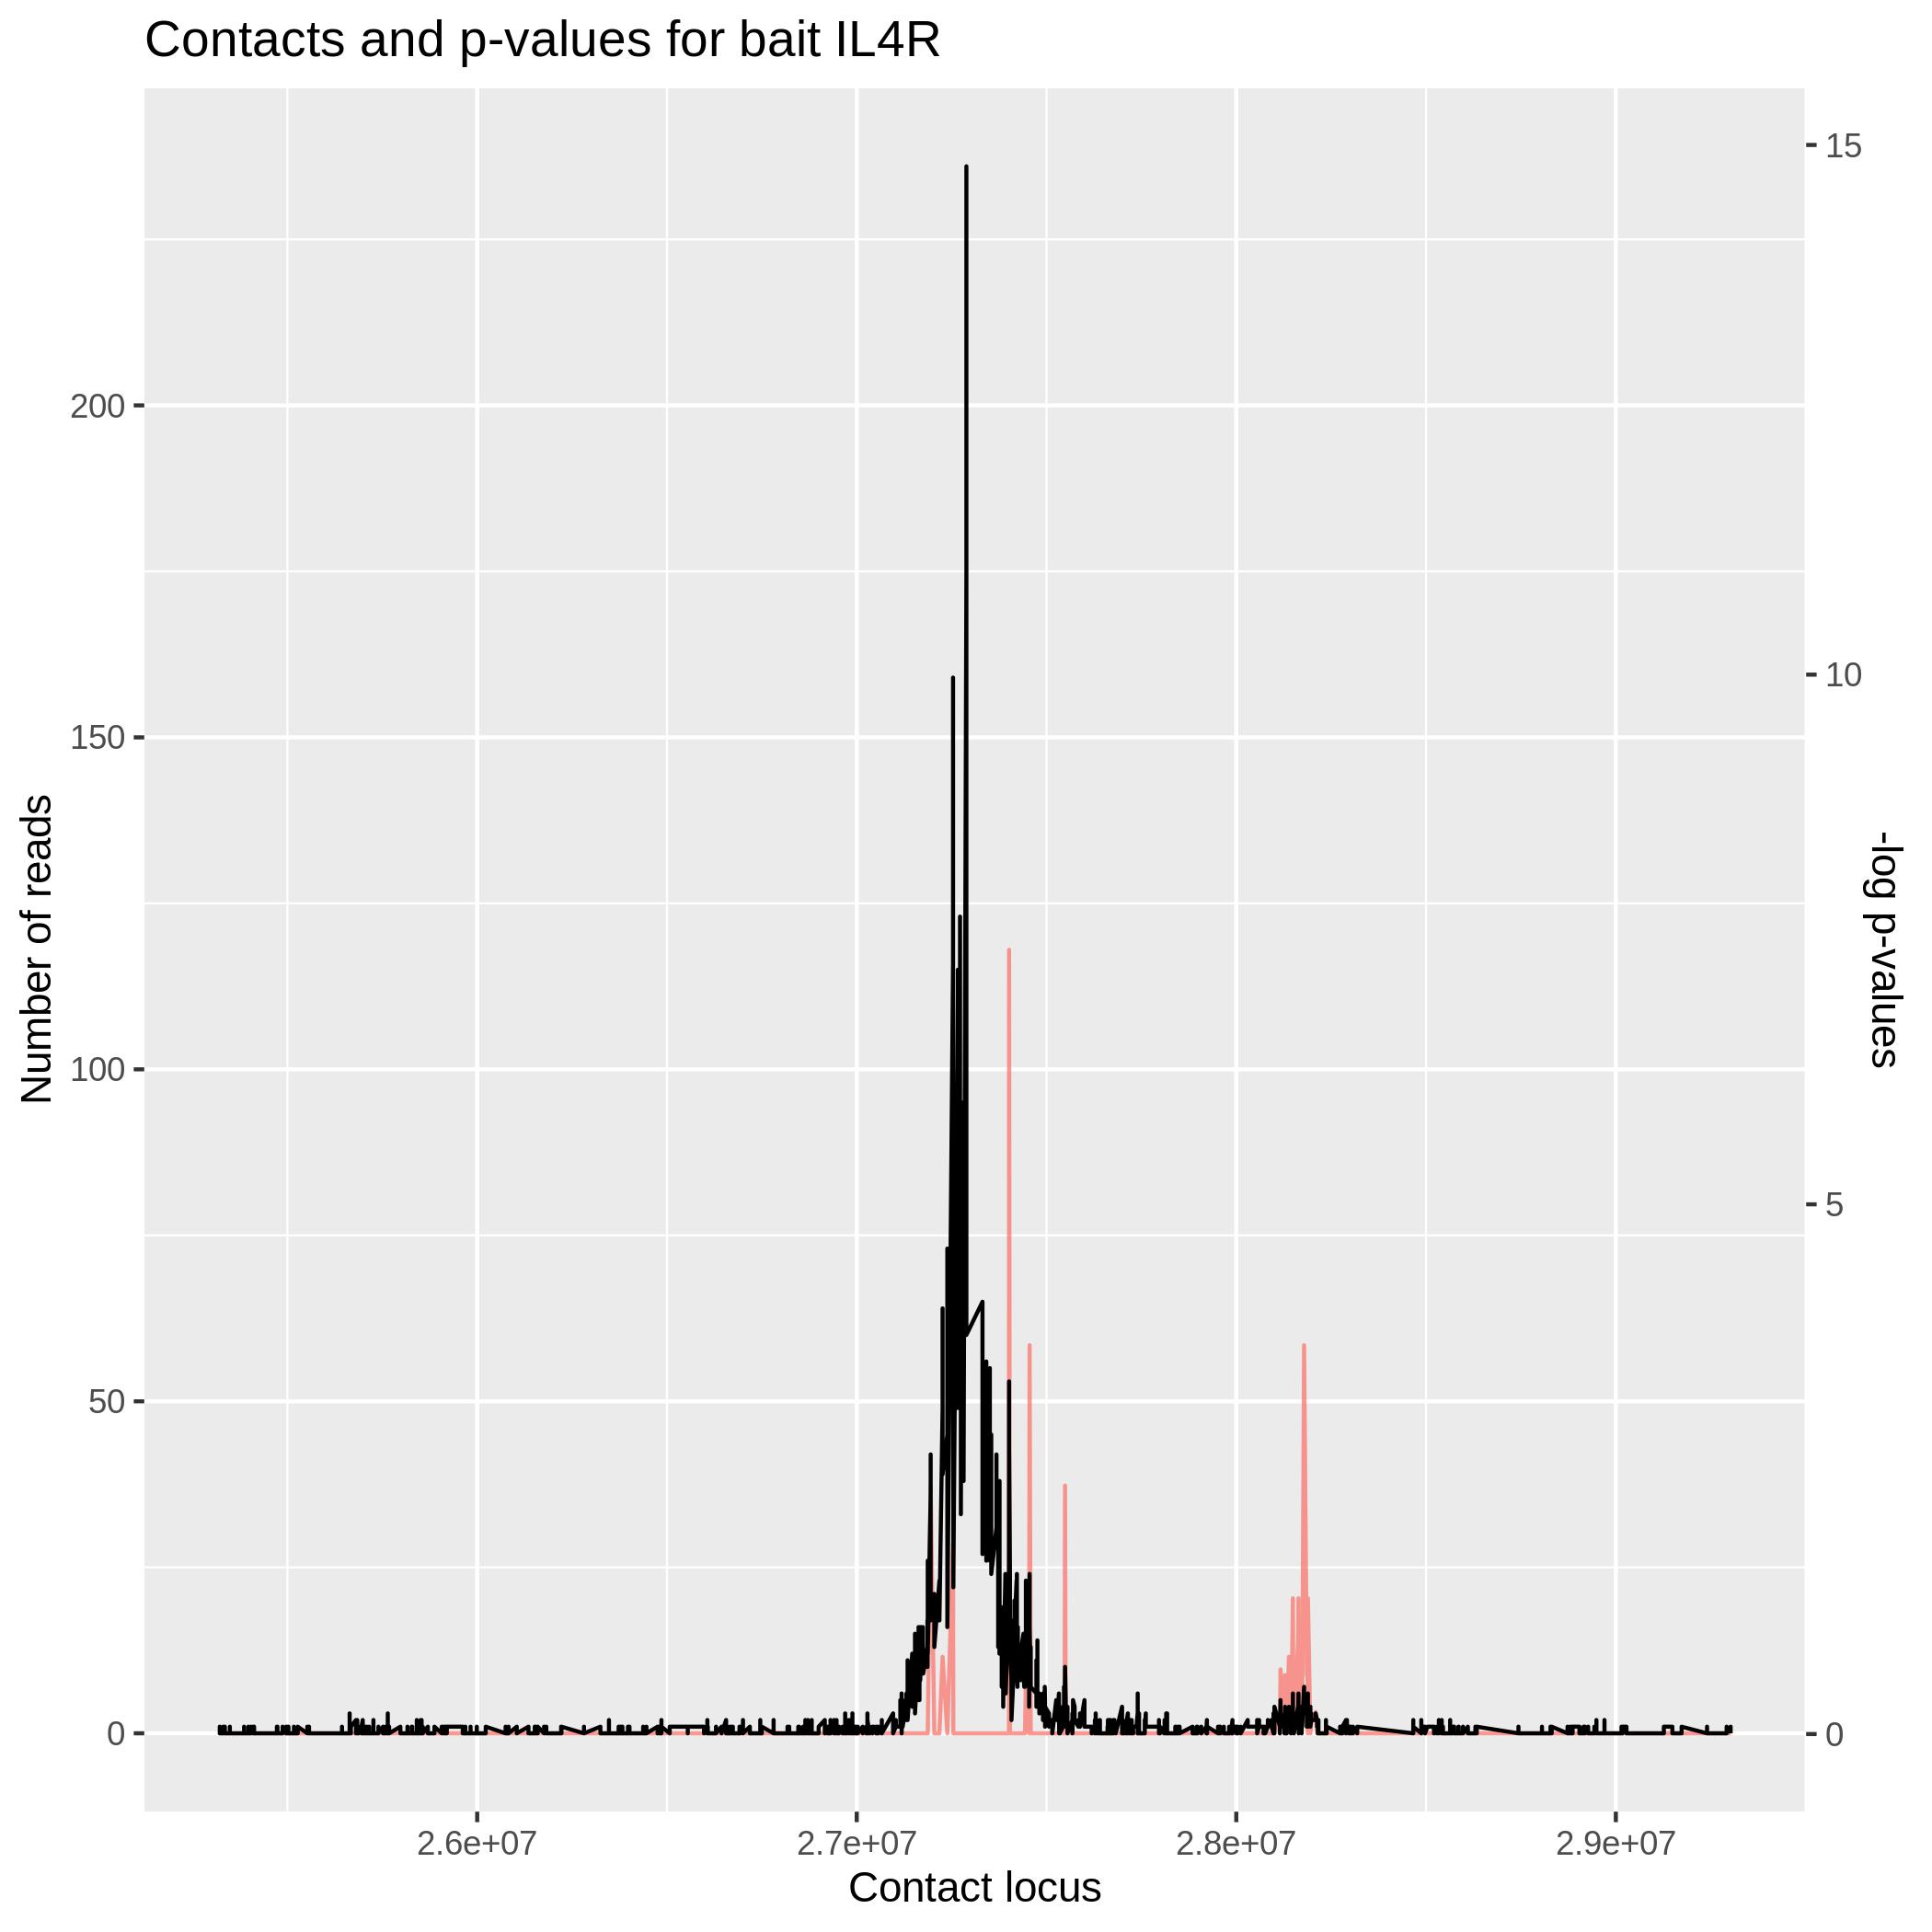 Contacts and p-values for bait IL4R
15
200
10
150
Number of reads
-log p-values
100
5
50
0
0
2.6e+07
2.7e+07
2.8e+07
2.9e+07
Contact locus